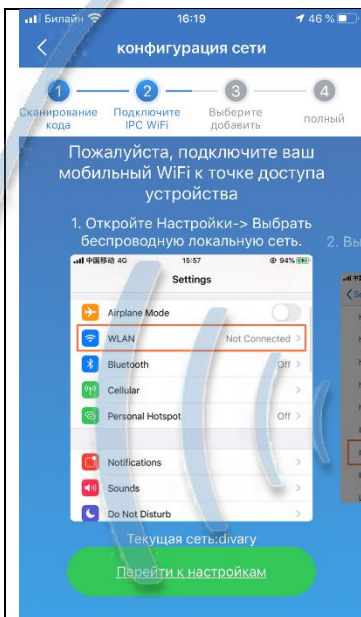 Билайн 16:19 46 %
конфигурация сети
1 2 3 4
Сканирование кода
Подключите IPC WiFi
Выберите добавить
полный
Пожалуйста, подключите ваш
мобильный WiFi к точке доступа
устройства
1. Откройте Настройки-> Выбрать
беспроводную локальную сеть.
2. Вы
中国移动 4G 15:57 94%
Settings
Airplane Mode
WLAN Not Connected
Bluetooth Off
Cellular
Personal Hotspot Off
Notifications
Sounds
Do Not Disturb
Текущая сеть:divary
Перейти к настройкам